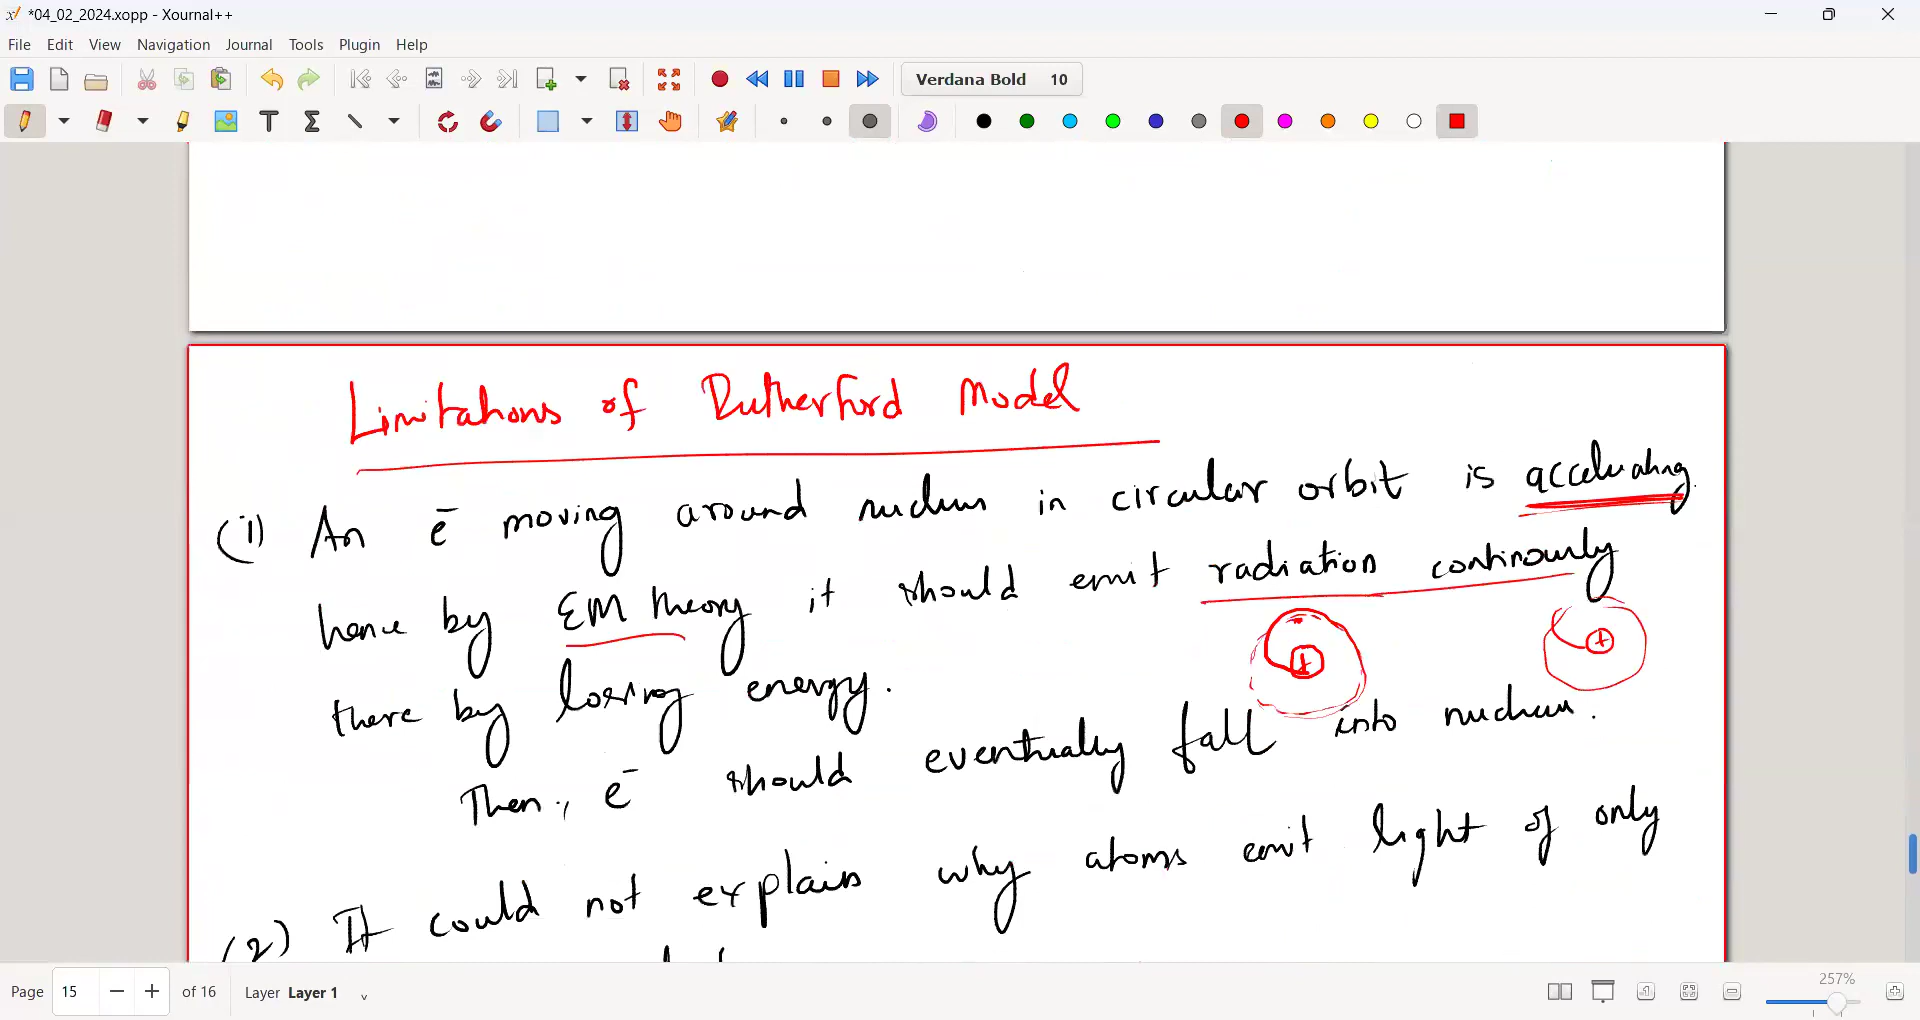 *04_02_2024.xopp - Xournal++
File Edit View Navigation Journal Tools Plugin Help
Verdana Bold 10
Limitations of Rutherford Model
(1) An e⁻ moving around nucleus in circular orbit is accelerating.
hence by EM theory it should emit radiation continously
there by losing energy.
Then, e⁻ should eventually fall into nucleus.
(2) It could not explain why atoms emit light of only
Page 15 of 16 Layer Layer 1 257%